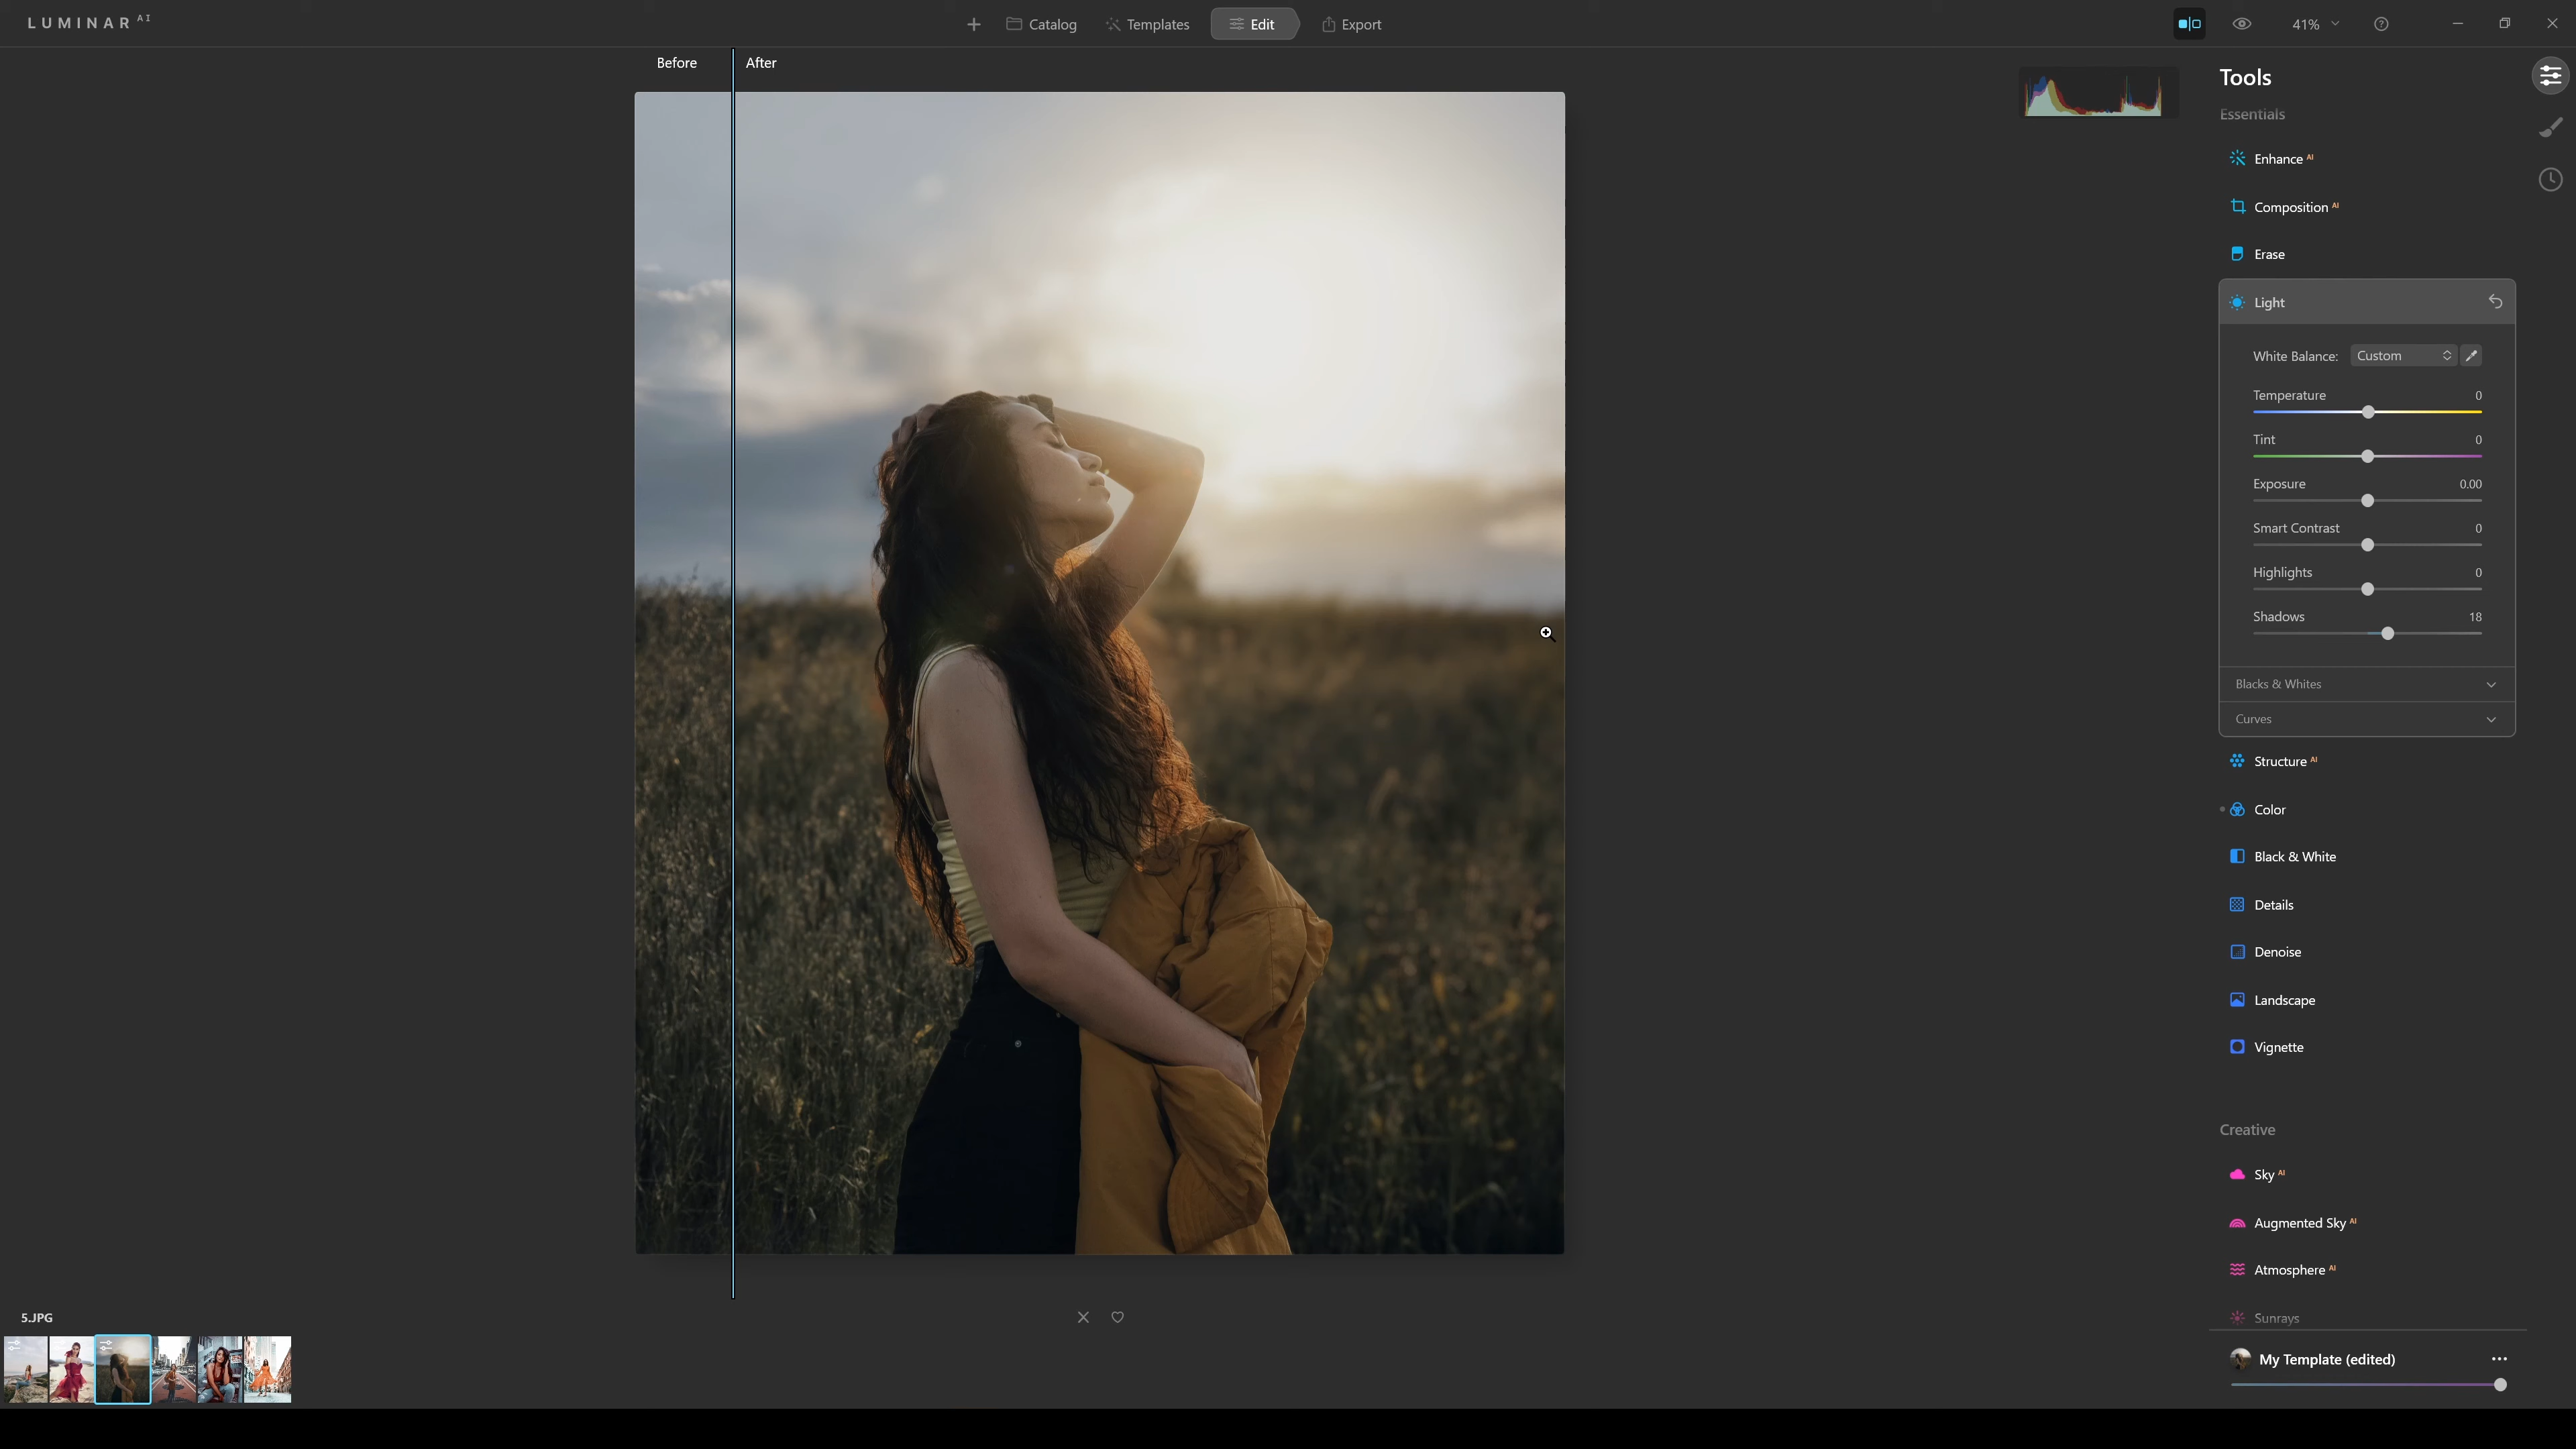 LUMINAR AI
Catalog
Templates
Edit
Export
41%
Before
After
Tools
Essentials
Enhance AI
Composition AI
Erase
Light
White Balance: Custom
Temperature 0
Tint 0
Exposure 0.00
Smart Contrast 0
Highlights 0
Shadows 18
Blacks & Whites
Curves
Structure AI
Color
Black & White
Details
Denoise
Landscape
Vignette
Creative
Sky AI
Augmented Sky AI
Atmosphere AI
Sunrays
My Template (edited)
5.JPG